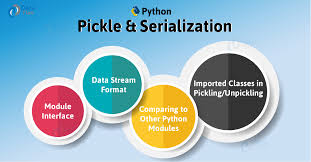 Python
Pickle & Serialization
Module
Interface
Data Stream
Format
Comparing to
Other Python
Modules
Imported Classes in
Pickling/Unpickling